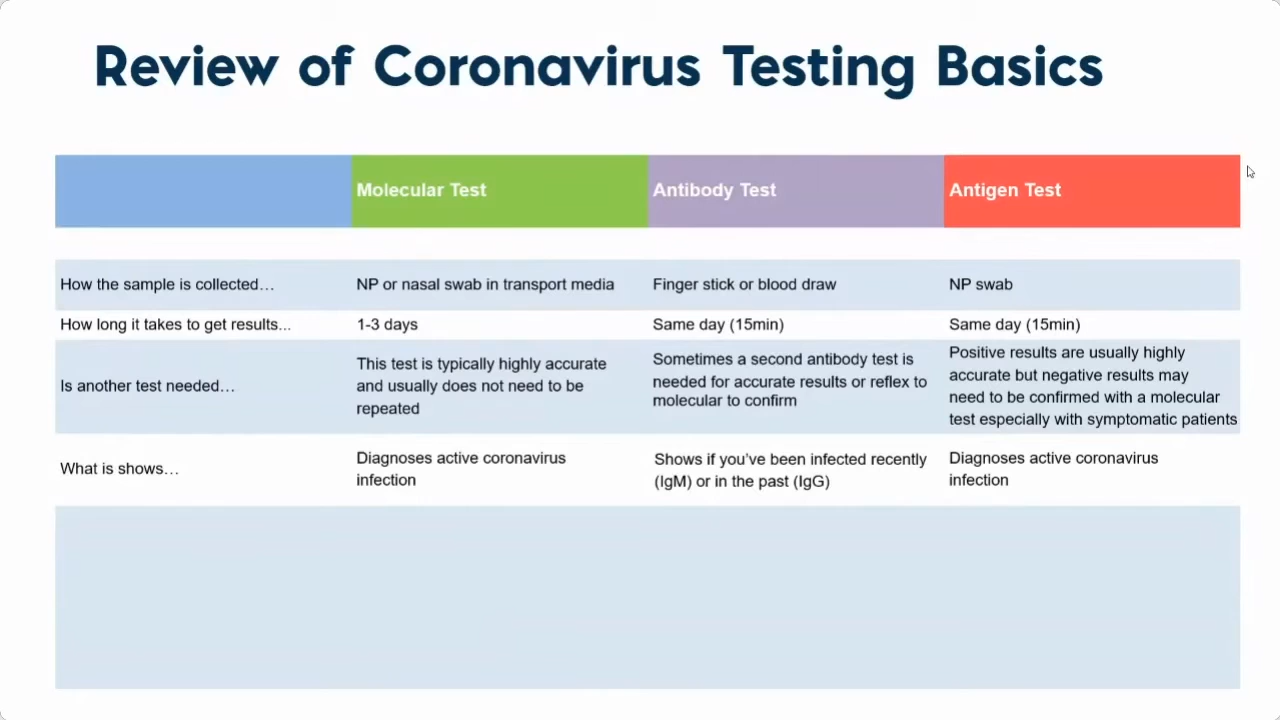 Review of Coronavirus Testing Basics
Molecular Test
Antibody Test
Antigen Test
How the sample is collected…
NP or nasal swab in transport media
Finger stick or blood draw
NP swab
How long it takes to get results...
1-3 days
Same day (15min)
Same day (15min)
Is another test needed…
This test is typically highly accurate
and usually does not need to be
repeated
Sometimes a second antibody test is
needed for accurate results or reflex to
molecular to confirm
Positive results are usually highly
accurate but negative results may
need to be confirmed with a molecular
test especially with symptomatic patients
What is shows…
Diagnoses active coronavirus
infection
Shows if you’ve been infected recently
(IgM) or in the past (IgG)
Diagnoses active coronavirus
infection